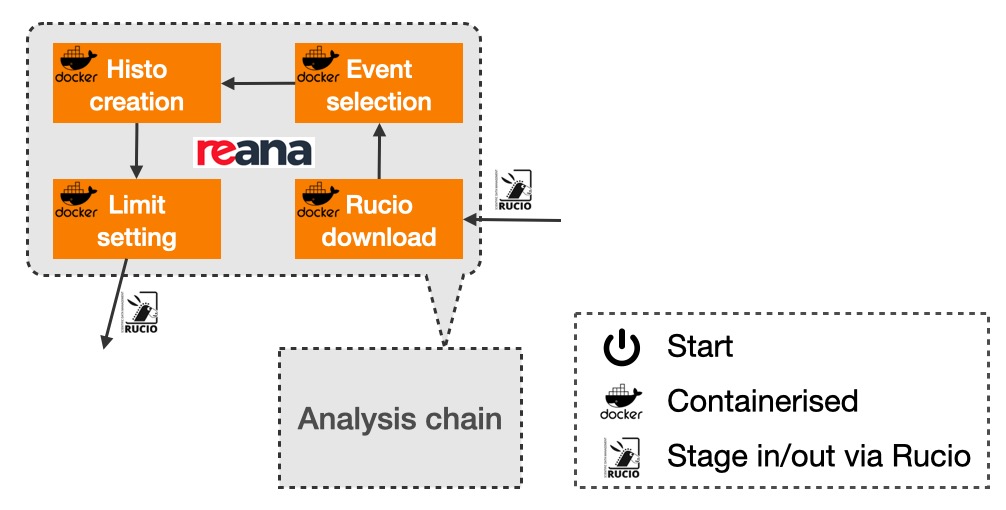 docker
Histo
creation
docker
Event
selection
reana
docker
Limit
setting
docker
Rucio
download
RUCIO
RUCIO
Analysis chain
Start
docker
Containerised
RUCIO
Stage in/out via Rucio